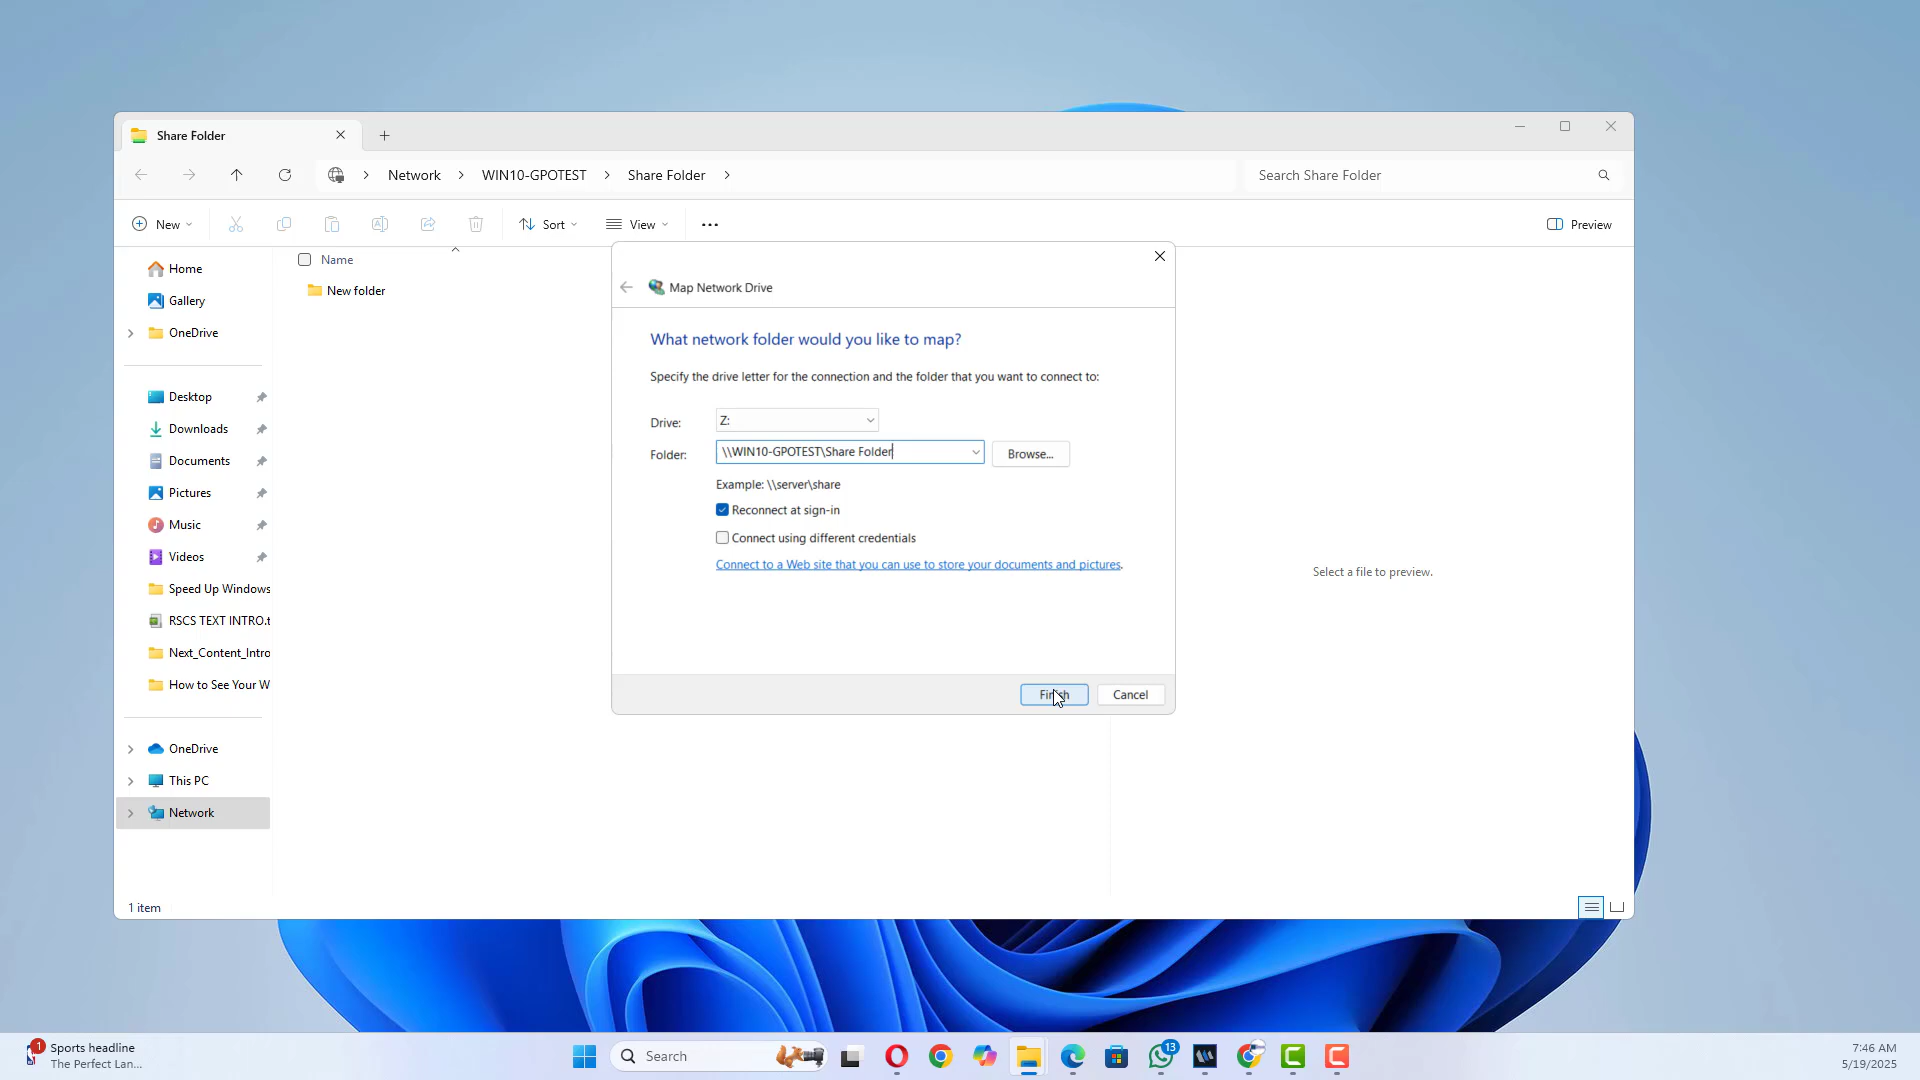 Share Folder
Network
WIN10-GPOTEST
Share Folder
Search Share Folder
New
Sort
View
Preview
Home
Gallery
OneDrive
Desktop
Downloads
Documents
Pictures
Music
Videos
Speed Up Windows
RSCS TEXT INTRO.t
Next_Content_Intro
How to See Your W
OneDrive
This PC
Network
Name
New folder
Map Network Drive
What network folder would you like to map?
Specify the drive letter for the connection and the folder that you want to connect to:
Drive:
Z:
Folder:
\\WIN10-GPOTEST\Share Folder
Browse...
Example: \\server\share
Reconnect at sign-in
Connect using different credentials
Connect to a Web site that you can use to store your documents and pictures.
Finish
Cancel
Select a file to preview.
1 item
1
Sports headline
The Perfect Lan...
Search
13
7:46 AM
5/19/2025